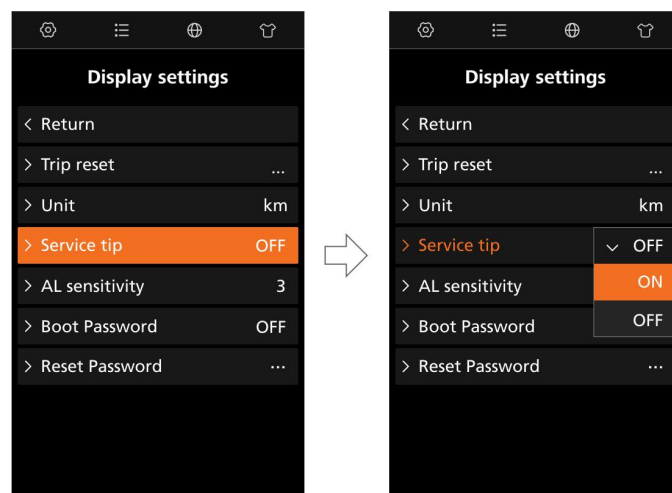 Display settings
< Return
> Trip reset ...
> Unit km
> Service tip OFF
> AL sensitivity 3
> Boot Password OFF
> Reset Password ...
Display settings
< Return
> Trip reset ...
> Unit km
> Service tip OFF
ON
> AL sensitivity
OFF
> Boot Password
> Reset Password ...